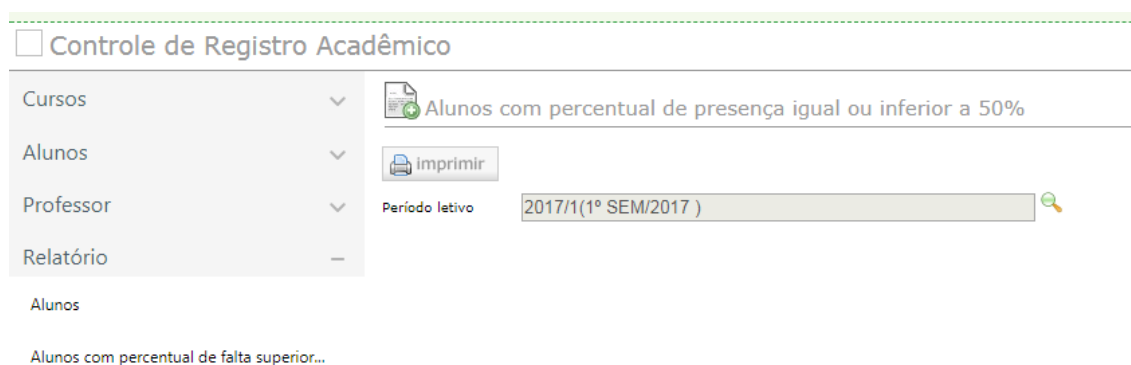 Controle de Registro Acadêmico
Cursos
Alunos
Professor
Relatório
Alunos
Alunos com percentual de falta superior...
Alunos com percentual de presença igual ou inferior a 50%
imprimir
Período letivo
2017/1(1º SEM/2017 )